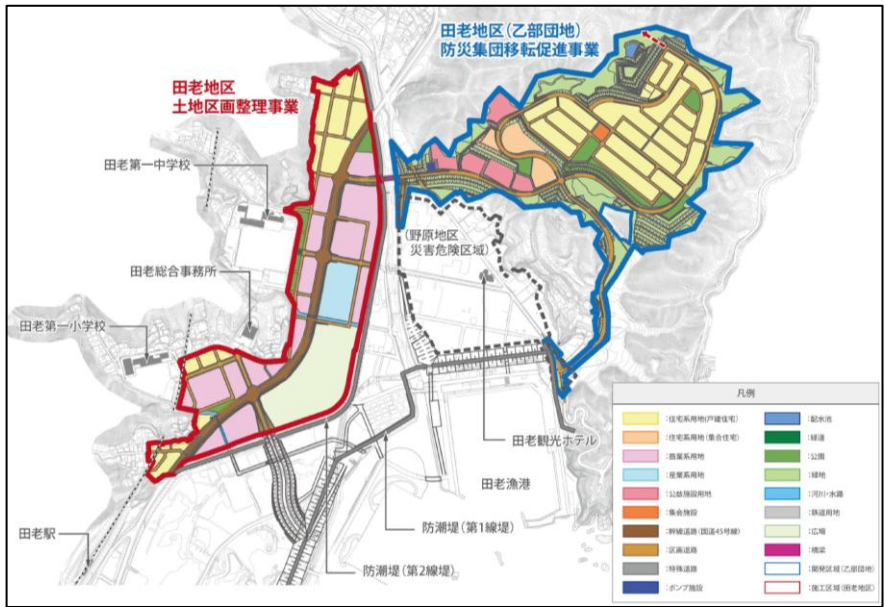 田老地区（乙部団地）
防災集団移転促進事業
田老地区
土地区画整理事業
田老第一中学校
(野原地区
災害危険区域)
田老総合事務所
田老第一小学校
田老観光ホテル
田老漁港
防潮堤(第1線堤)
田老駅
防潮堤(第2線堤)
凡例
:住宅系用地(戸建住宅)
:住宅系用地(集合住宅)
:商業系用地
:産業系用地
:公益施設用地
:集会施設
:幹線道路(国道45号線)
:区画道路
:特殊道路
:ポンプ施設
:配水池
:緑道
:公園
:緑地
:河川・水路
:鉄道用地
:広場
:橋梁
:開発区域(乙部団地)
:施工区域(田老地区)